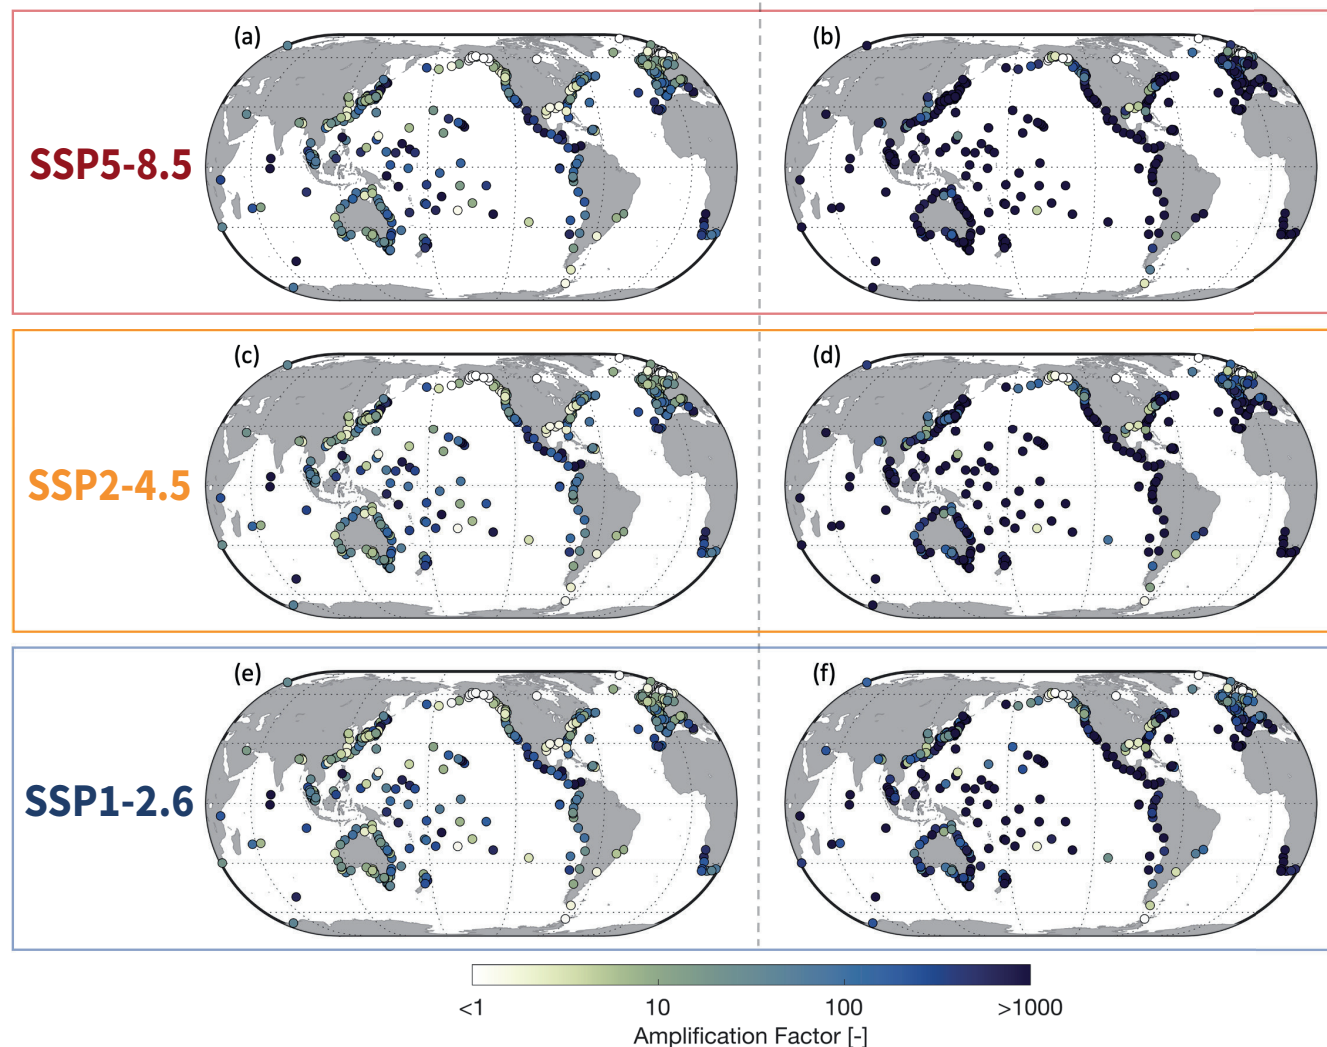 (a)
(b)
SSP5-8.5
(c)
(d)
SSP2-4.5
(e)
(f)
SSP1-2.6
<1
10
100
>1000
Amplification Factor [-]